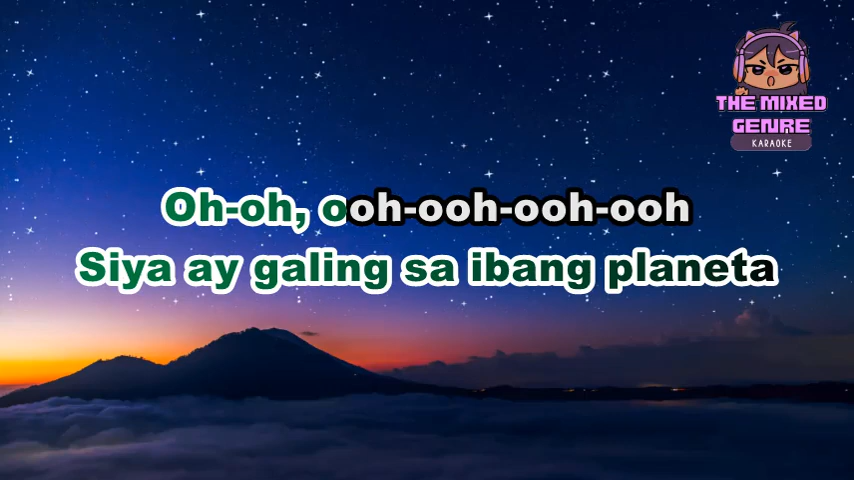 THE MIXED
GENRE
KARAOKE
Oh-oh, ooh-ooh-ooh-ooh
Siya ay galing sa ibang planeta